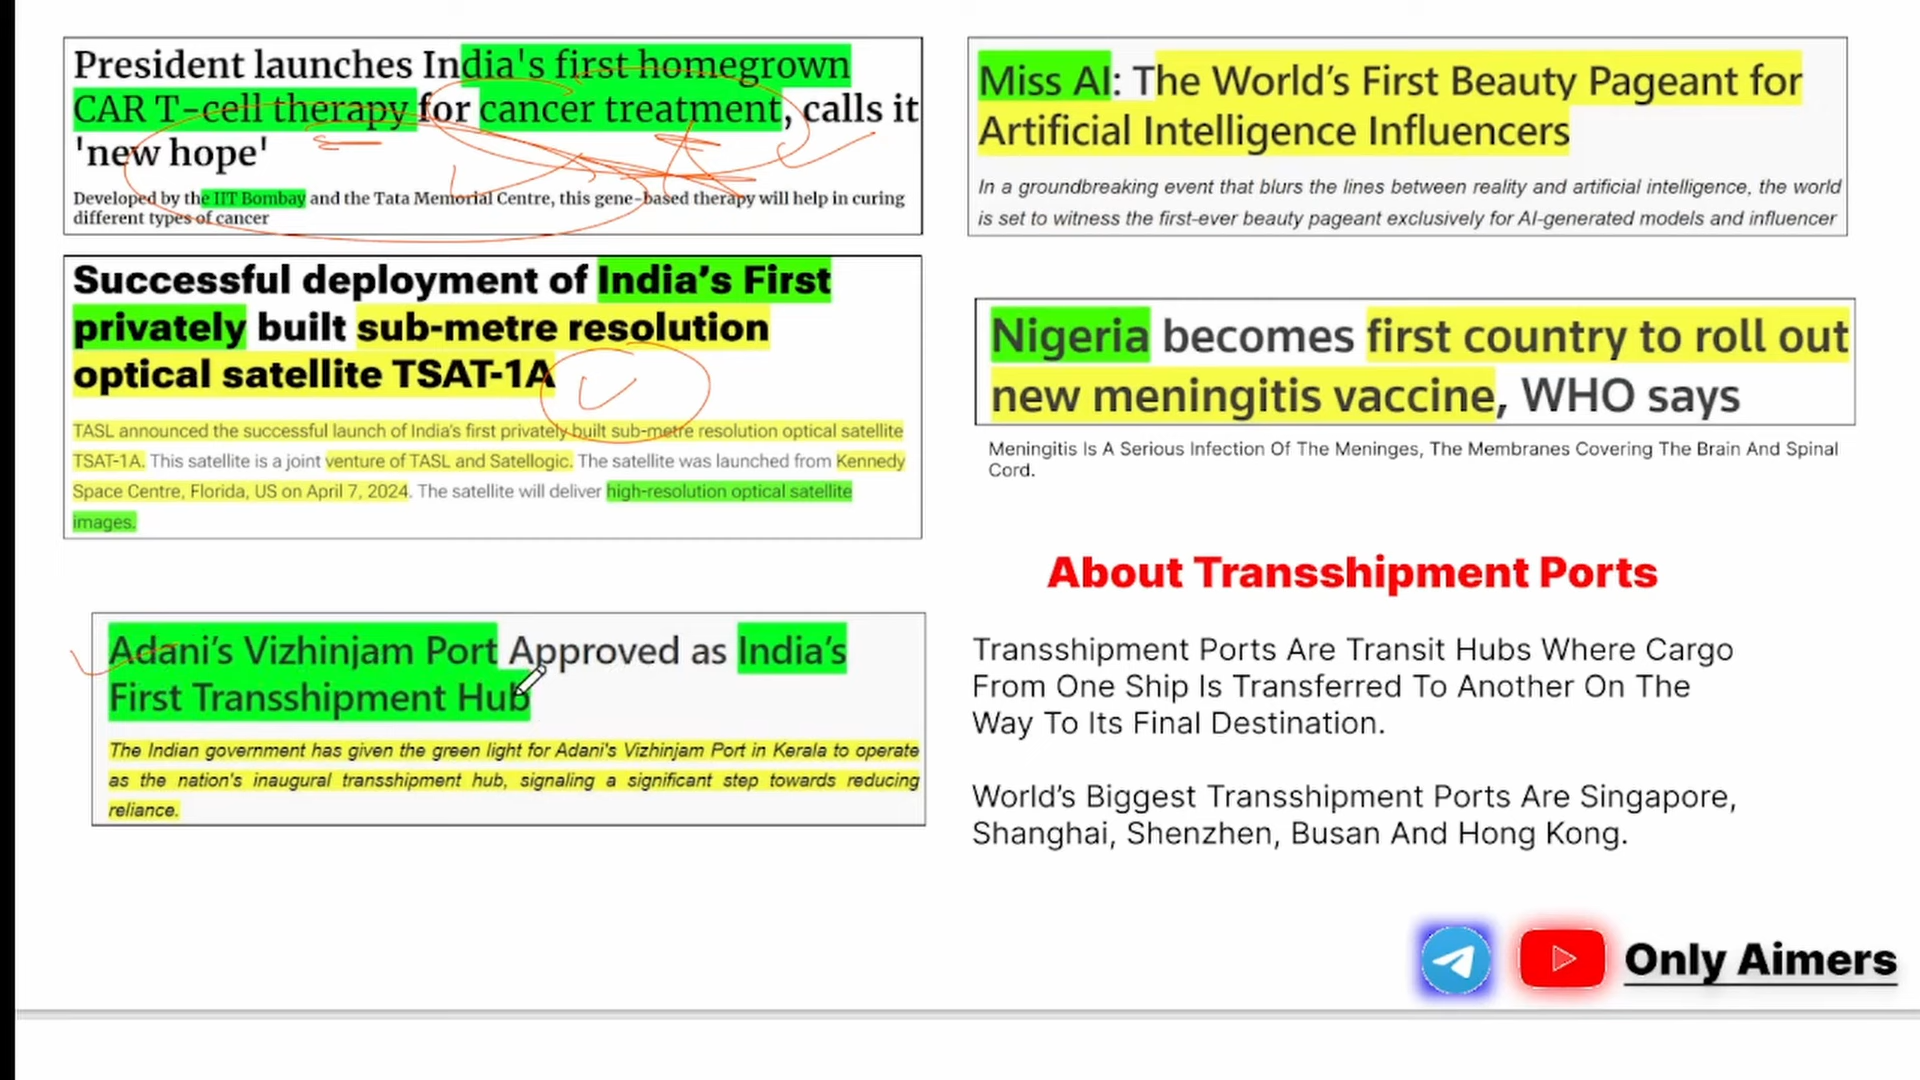 President launches India's first homegrown
CAR T-cell therapy for cancer treatment, calls it
'new hope'
Developed by the IIT Bombay and the Tata Memorial Centre, this gene-based therapy will help in curing
different types of cancer
Successful deployment of India's First
privately built sub-metre resolution
optical satellite TSAT-1A
TASL announced the successful launch of India's first privately built sub-metre resolution optical satellite
TSAT-1A. This satellite is a joint venture of TASL and Satellogic. The satellite was launched from Kennedy
Space Centre, Florida, US on April 7, 2024. The satellite will deliver high-resolution optical satellite
images.
Adani's Vizhinjam Port Approved as India's
First Transshipment Hub
The Indian government has given the green light for Adani's Vizhinjam Port in Kerala to operate
as the nation's inaugural transshipment hub, signaling a significant step towards reducing
reliance.
Miss AI: The World's First Beauty Pageant for
Artificial Intelligence Influencers
In a groundbreaking event that blurs the lines between reality and artificial intelligence, the world
is set to witness the first-ever beauty pageant exclusively for AI-generated models and influencer
Nigeria becomes first country to roll out
new meningitis vaccine, WHO says
Meningitis Is A Serious Infection Of The Meninges, The Membranes Covering The Brain And Spinal
Cord.
About Transshipment Ports
Transshipment Ports Are Transit Hubs Where Cargo
From One Ship Is Transferred To Another On The
Way To Its Final Destination.
World's Biggest Transshipment Ports Are Singapore,
Shanghai, Shenzhen, Busan And Hong Kong.
Only Aimers